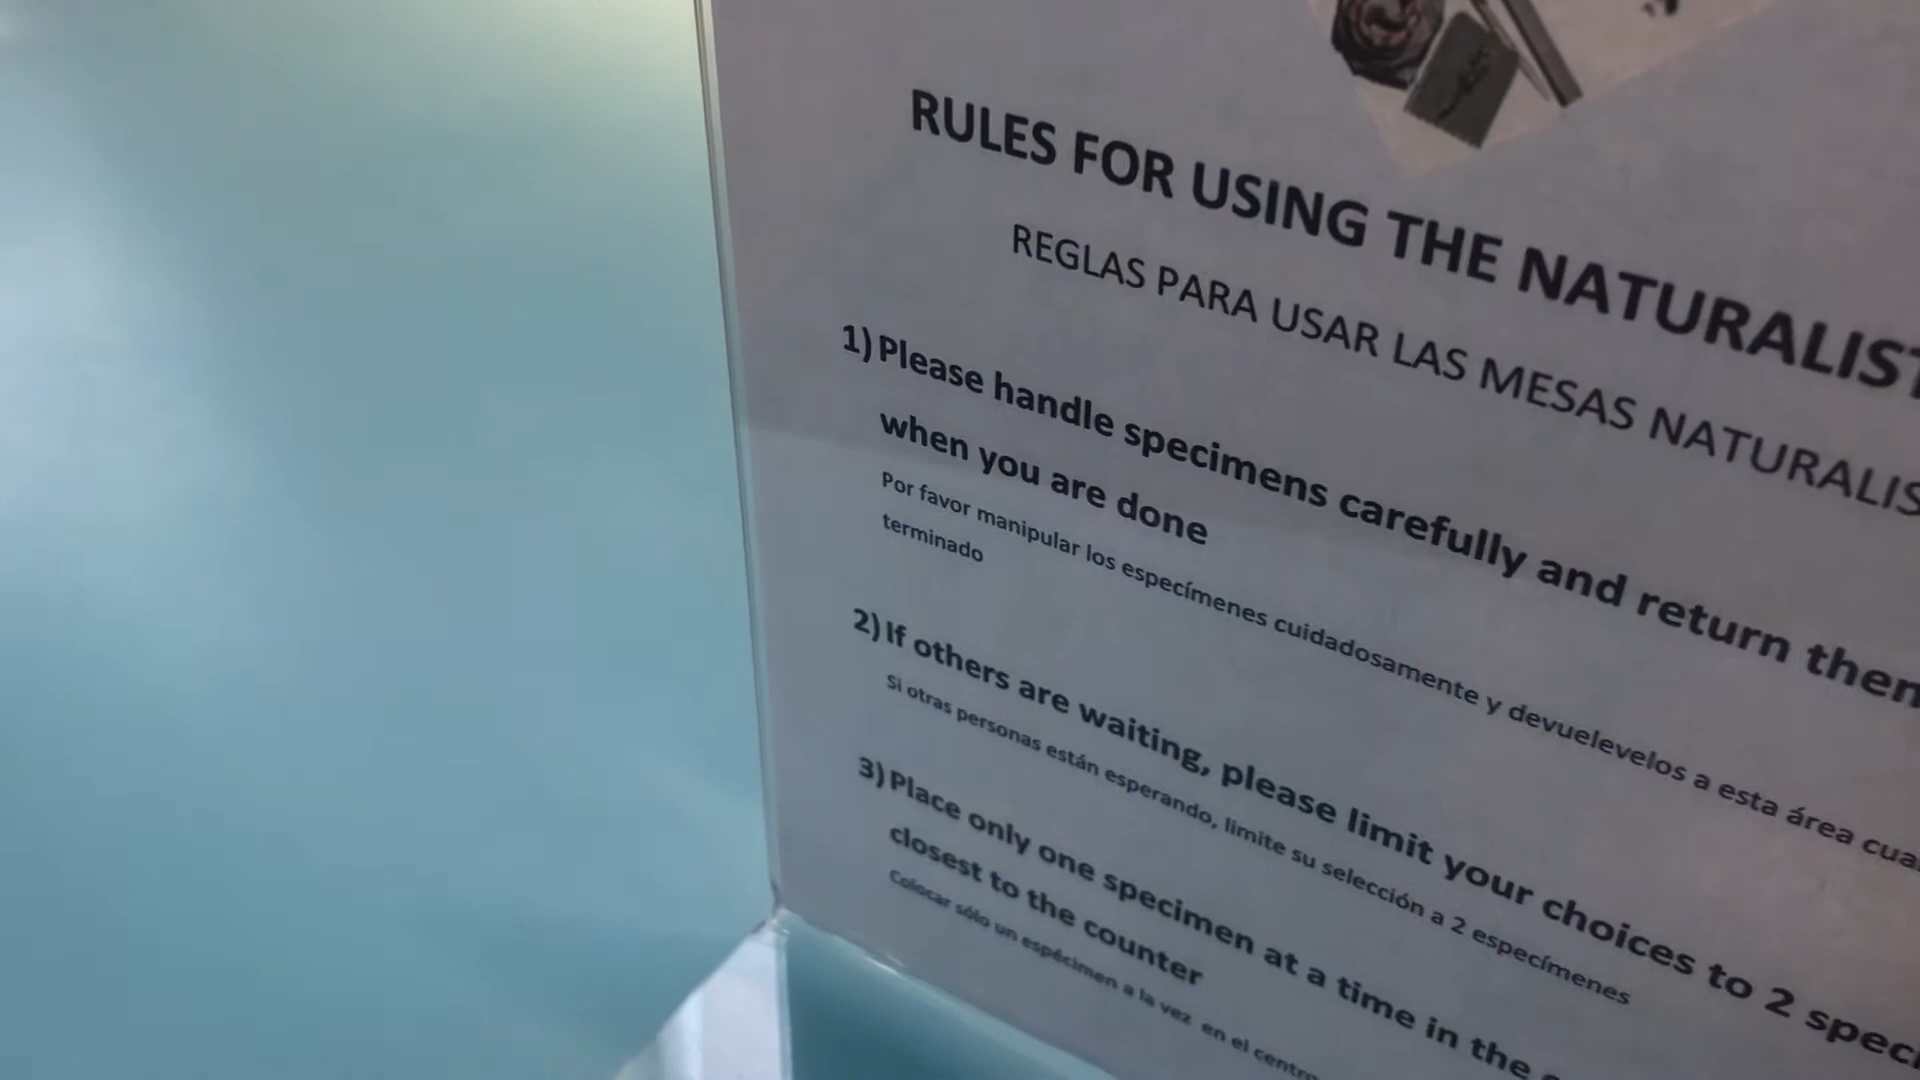 RULES FOR USING THE NATURALIST
REGLAS PARA USAR LAS MESAS NATURALIS
1) Please handle specimens carefully and return them
when you are done
Por favor manipular los especímenes cuidadosamente y devuelevelos a esta área cua
terminado
2) If others are waiting, please limit your choices to 2 speci
Si otras personas están esperando, limite su selección a 2 especímenes
3) Place only one specimen at a time in the
closest to the counter
Colocar sólo un espécimen a la vez en el centro